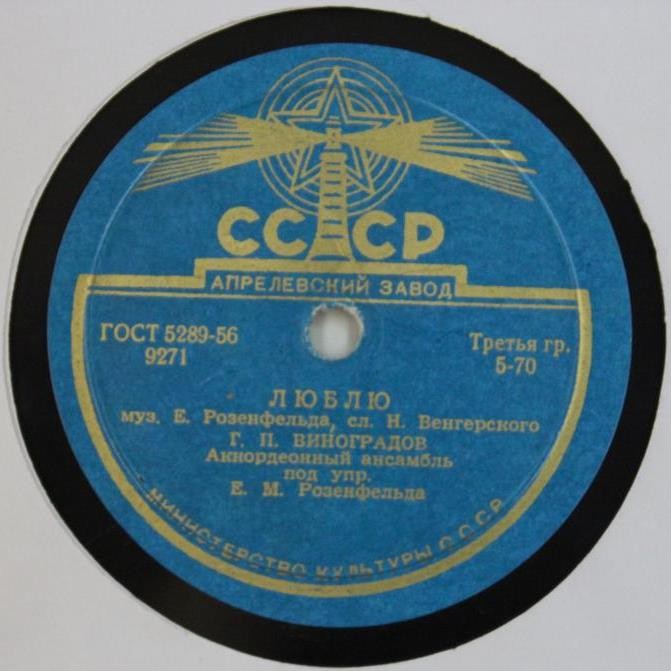 СССР
АПРЕЛЕВСКИЙ ЗАВОД
ГОСТ 5289-56
9271
Третья гр.
5-70
ЛЮБЛЮ
муз. Е. Розенфельда, сл. Н. Венгерского
Г. П. ВИНОГРАДОВ
Аккордеонный ансамбль
под упр.
Е. М. Розенфельда
МИНИСТЕРСТВО КУЛЬТУРЫ СССР